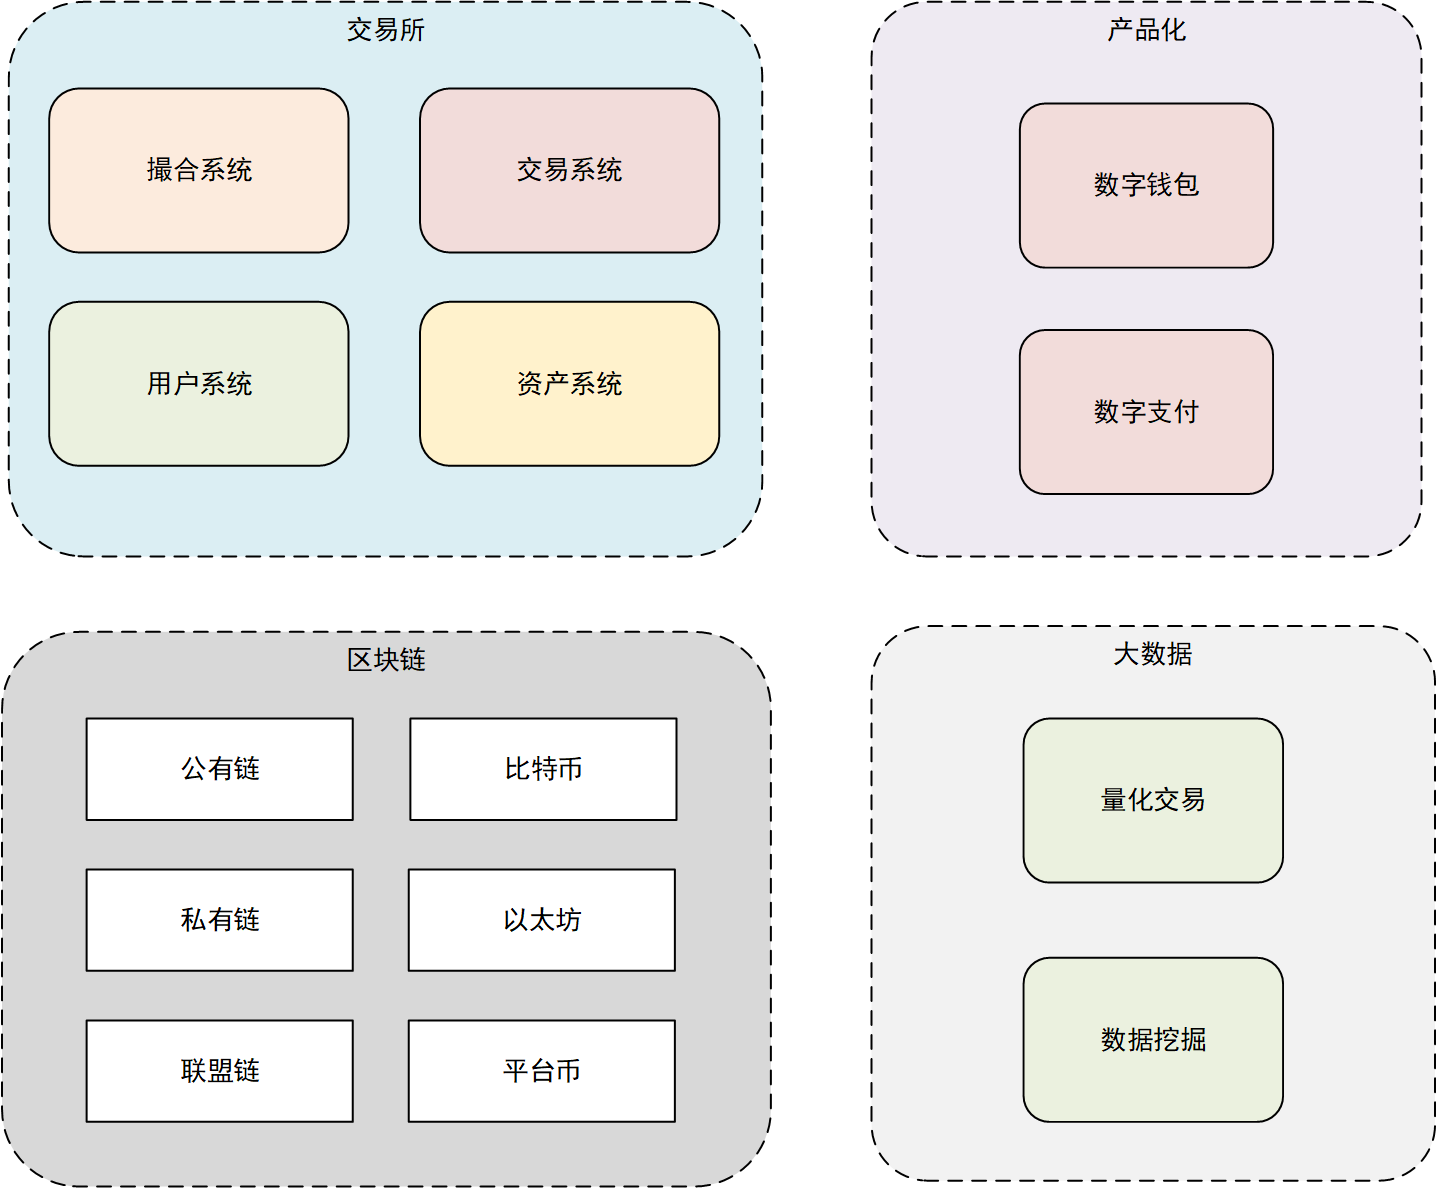 交易所
撮合系统
交易系统
用户系统
资产系统
产品化
数字钱包
数字支付
区块链
公有链
比特币
私有链
以太坊
联盟链
平台币
大数据
量化交易
数据挖掘